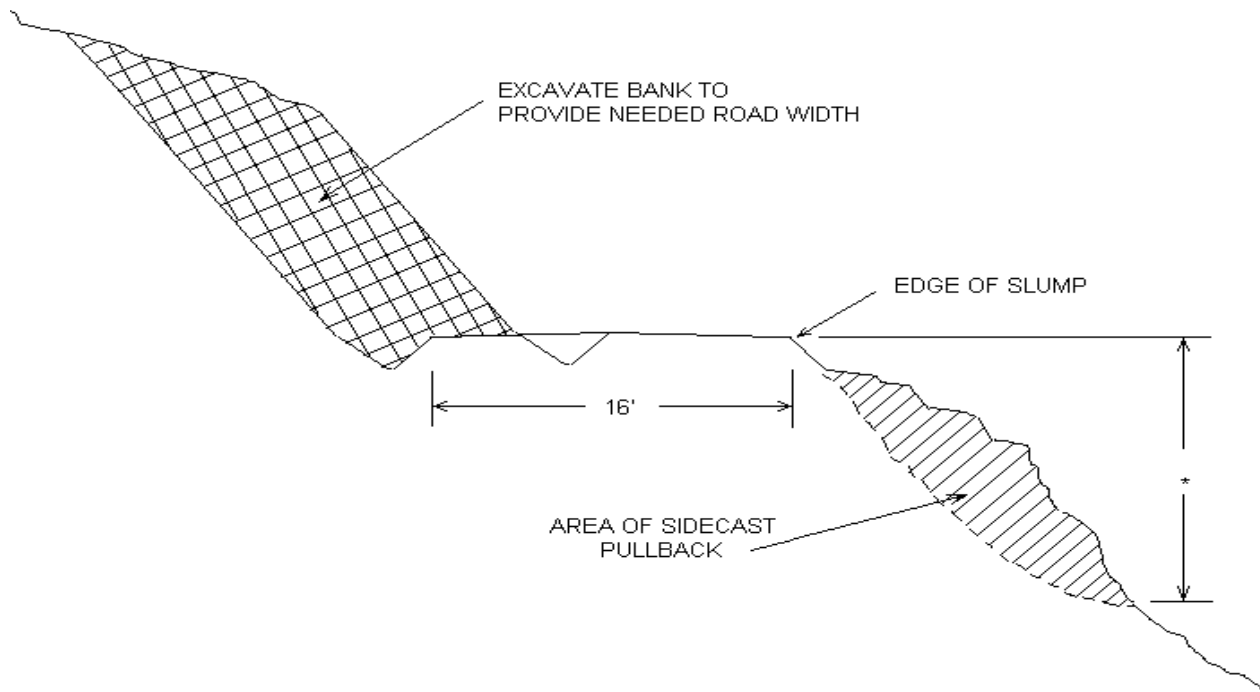 EXCAVATE BANK TO
PROVIDE NEEDED ROAD WIDTH
EDGE OF SLUMP
16'
*
AREA OF SIDECAST
PULLBACK